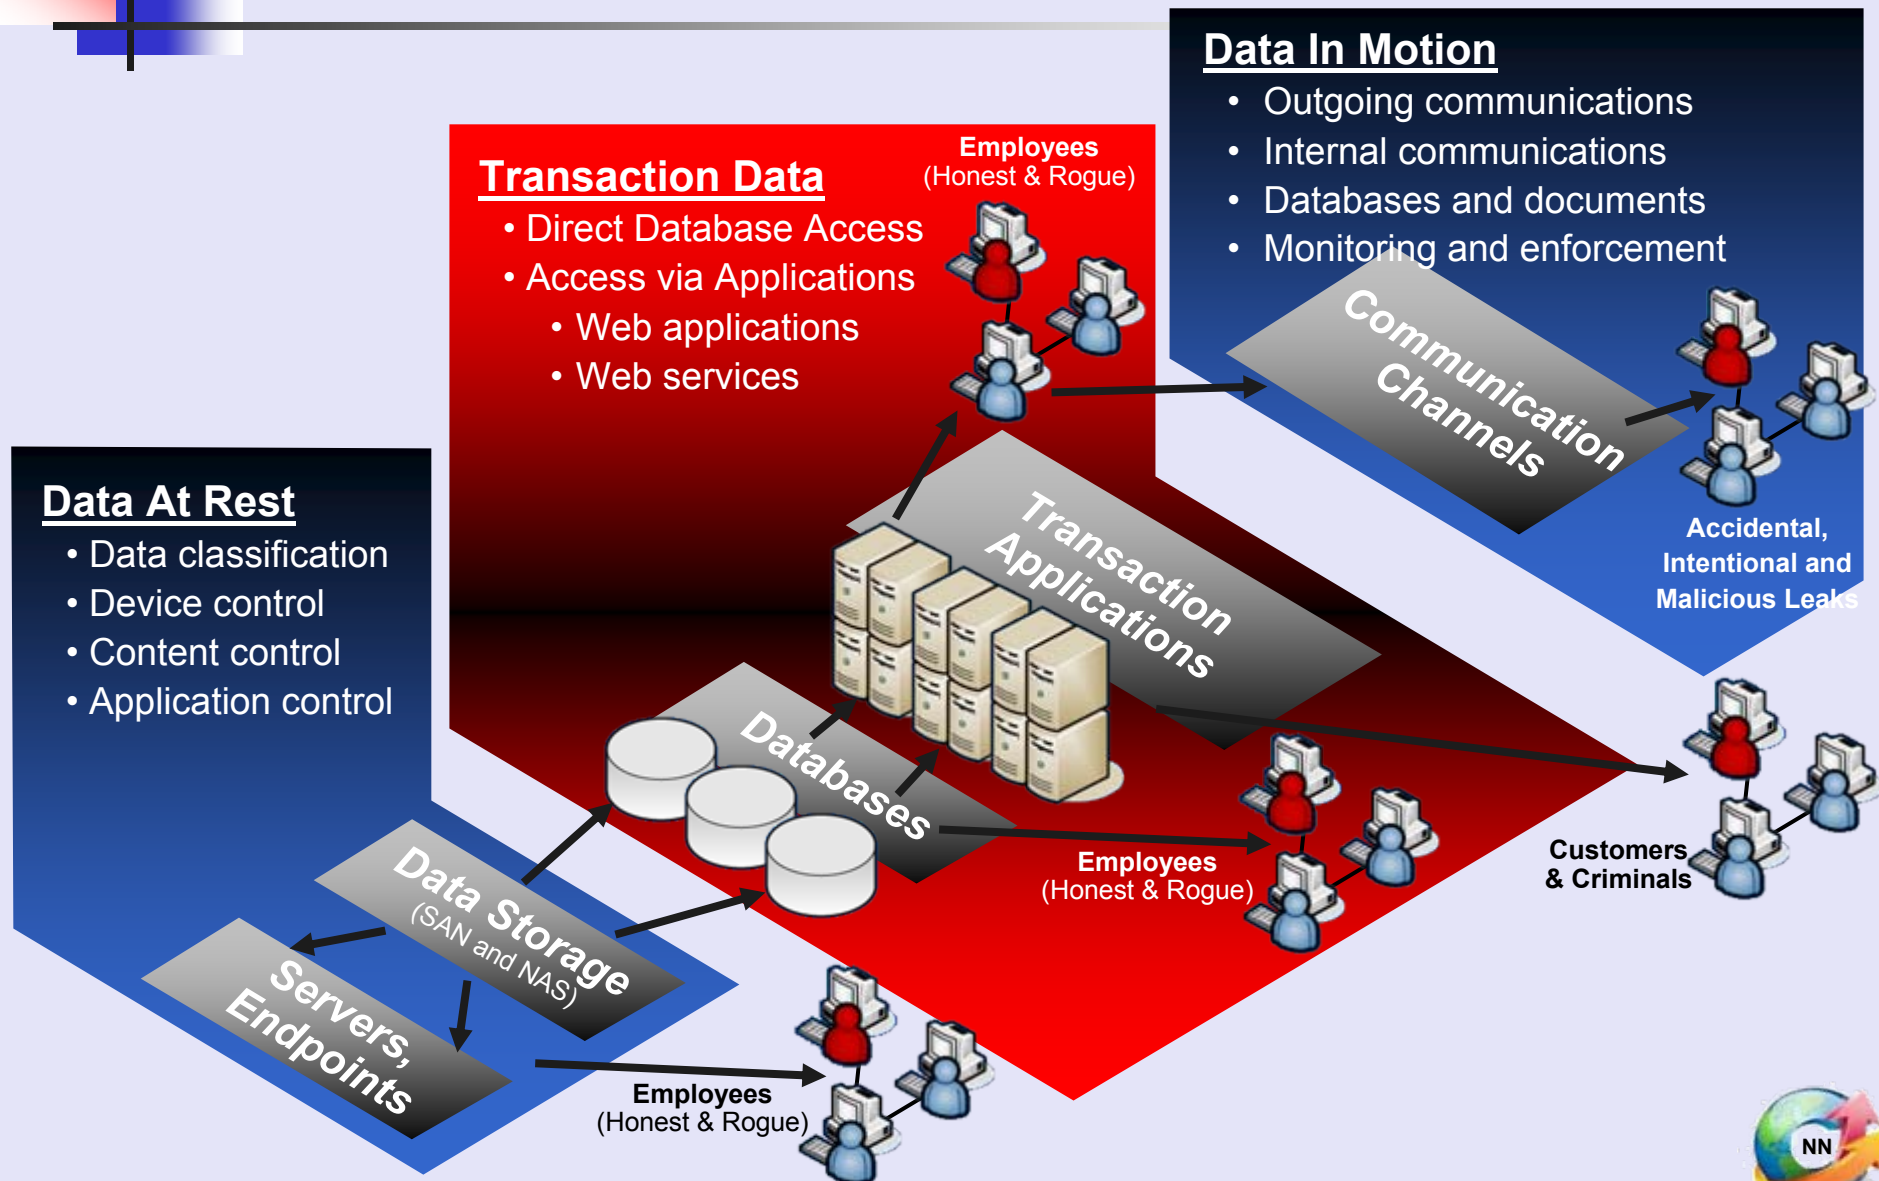 Data In Motion
• Outgoing communications
• Internal communications
• Databases and documents
• Monitoring and enforcement
Transaction Data
• Direct Database Access
• Access via Applications
• Web applications
• Web services
Employees
(Honest & Rogue)
Communication
Channels
Accidental,
Intentional and
Malicious Leaks
Data At Rest
• Data classification
• Device control
• Content control
• Application control
Transaction
Applications
Databases
Employees
(Honest & Rogue)
Customers
& Criminals
Data Storage
(SAN and NAS)
Servers,
Endpoints
Employees
(Honest & Rogue)
NN